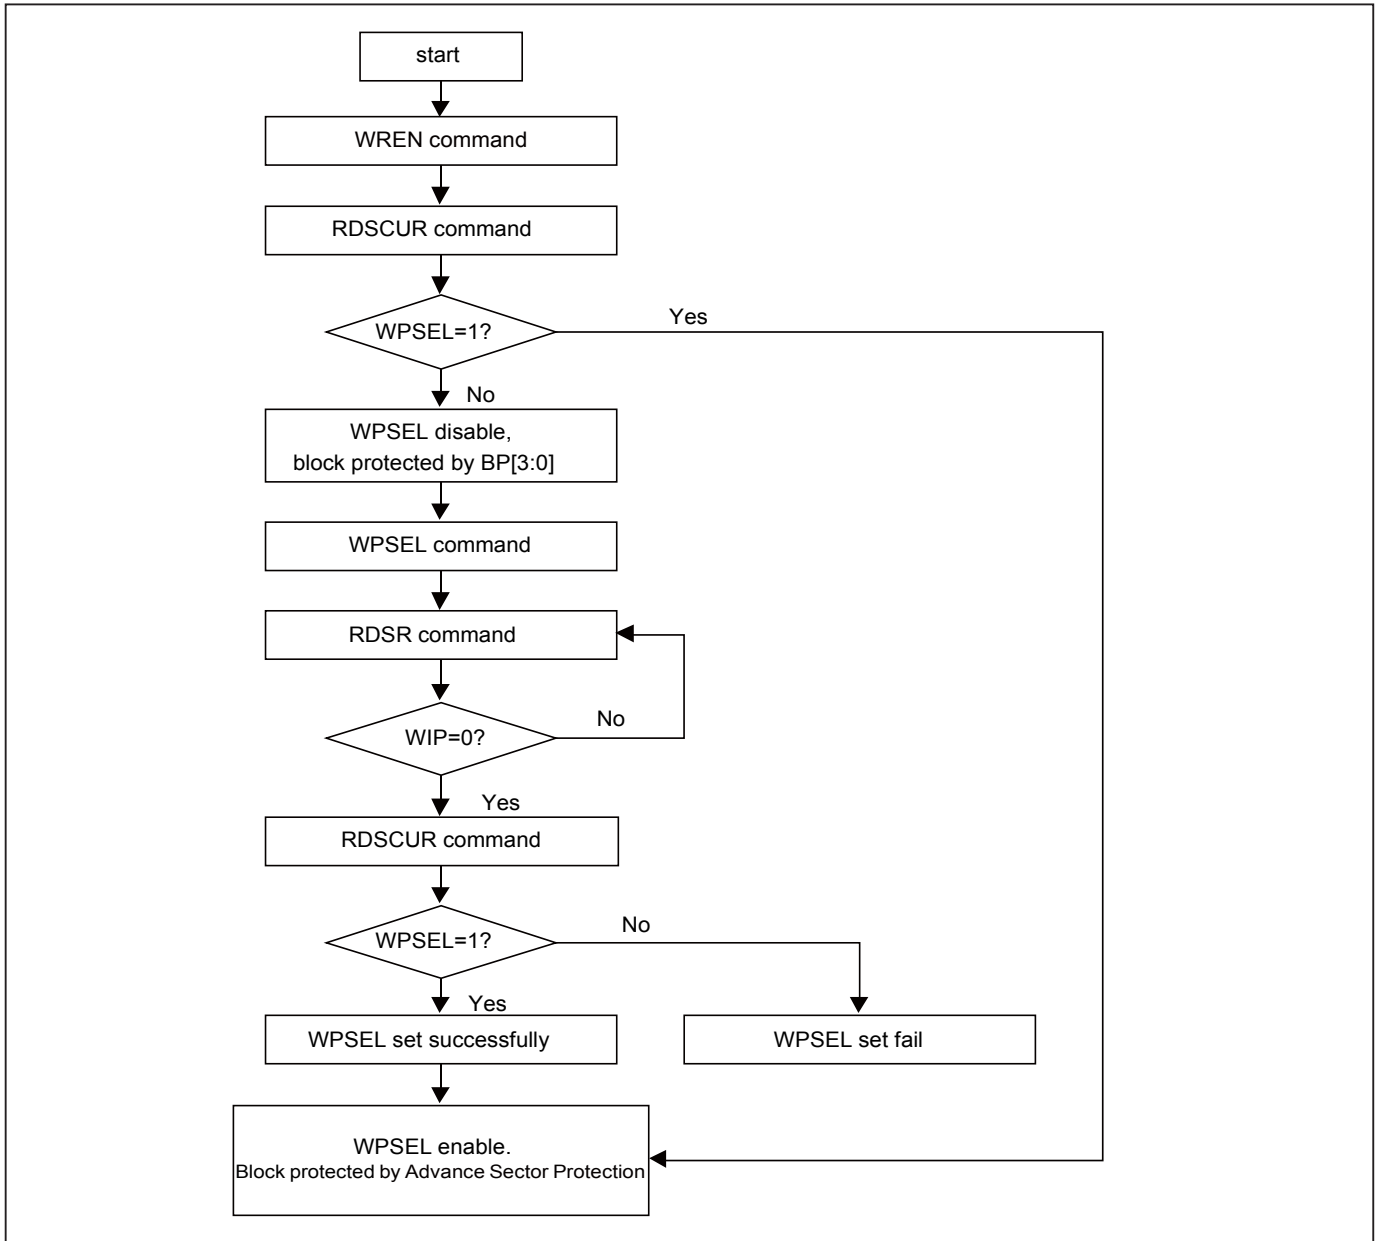 start
WREN command
RDSCUR command
WPSEL=1?
Yes
No
WPSEL disable,
block protected by BP[3:0]
WPSEL command
RDSR command
WIP=0?
No
Yes
RDSCUR command
WPSEL=1?
No
Yes
WPSEL set successfully
WPSEL set fail
WPSEL enable.
Block protected by Advance Sector Protection